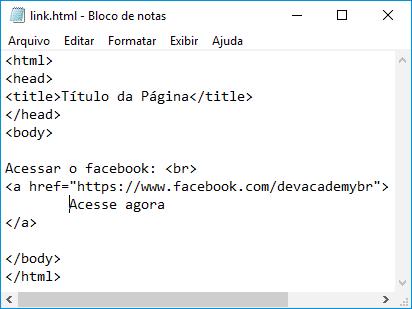 link.html - Bloco de notas
Arquivo Editar Formatar Exibir Ajuda
<html>
<head>
<title>Título da Página</title>
</head>
<body>
Acessar o facebook: <br>
<a href="https://www.facebook.com/devacademybr">
Acesse agora
</a>
</body>
</html>